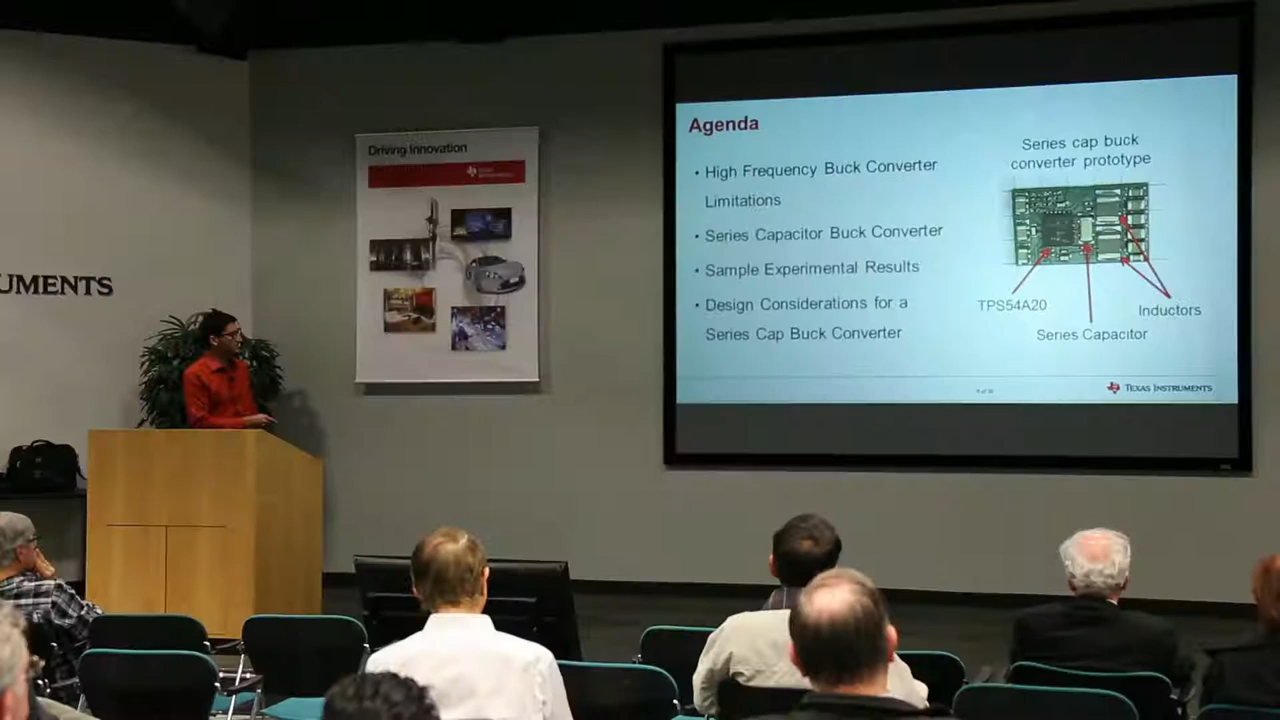 UMENTS
Driving Innovation
Agenda
• High Frequency Buck Converter
Limitations
• Series Capacitor Buck Converter
• Sample Experimental Results
• Design Considerations for a
Series Cap Buck Converter
Series cap buck
converter prototype
TPS54A20
Inductors
Series Capacitor
TEXAS INSTRUMENTS